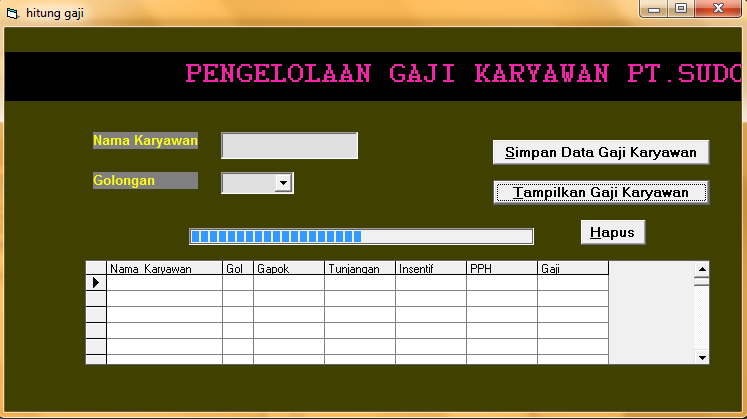 hitung gaji
PENGELOLAAN GAJI KARYAWAN PT.SUDO
Nama Karyawan
Simpan Data Gaji Karyawan
Golongan
Tampilkan Gaji Karyawan
Hapus
Nama_Karyawan Gol Gapok Tunjangan Insentif PPH Gaji